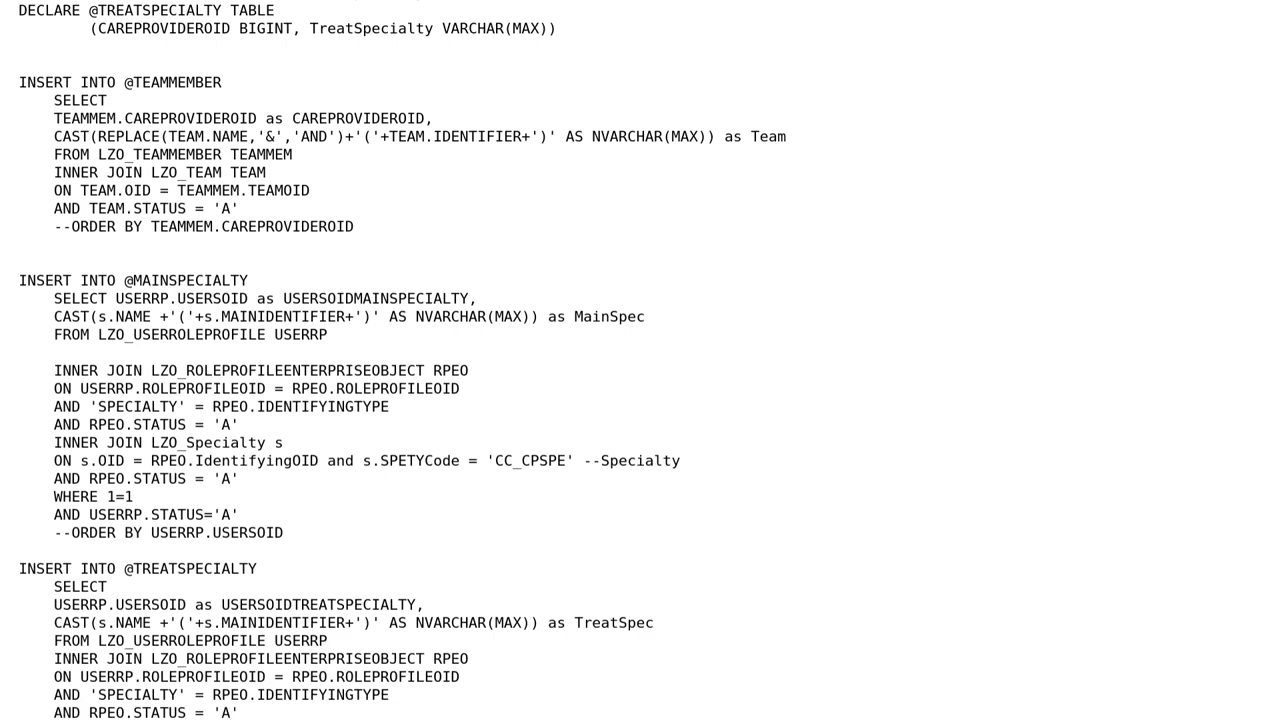 DECLARE @TREATSPECIALTY TABLE
(CAREPROVIDEROID BIGINT, TreatSpecialty VARCHAR(MAX))
INSERT INTO @TEAMMEMBER
SELECT
TEAMMEM.CAREPROVIDEROID as CAREPROVIDEROID,
CAST(REPLACE(TEAM.NAME,'&','AND')+'('+TEAM.IDENTIFIER+')' AS NVARCHAR(MAX)) as Team
FROM LZO_TEAMMEMBER TEAMMEM
INNER JOIN LZO_TEAM TEAM
ON TEAM.OID = TEAMMEM.TEAMOID
AND TEAM.STATUS = 'A'
--ORDER BY TEAMMEM.CAREPROVIDEROID
INSERT INTO @MAINSPECIALTY
SELECT USERRP.USERSOID as USERSOIDMAINSPECIALTY,
CAST(s.NAME +'('+s.MAINIDENTIFIER+')' AS NVARCHAR(MAX)) as MainSpec
FROM LZO_USERROLEPROFILE USERRP
INNER JOIN LZO_ROLEPROFILEENTERPRISEOBJECT RPEO
ON USERRP.ROLEPROFILEOID = RPEO.ROLEPROFILEOID
AND 'SPECIALTY' = RPEO.IDENTIFYINGTYPE
AND RPEO.STATUS = 'A'
INNER JOIN LZO_Specialty s
ON s.OID = RPEO.IdentifyingOID and s.SPETYCode = 'CC_CPSPE' --Specialty
AND RPEO.STATUS = 'A'
WHERE 1=1
AND USERRP.STATUS='A'
--ORDER BY USERRP.USERSOID
INSERT INTO @TREATSPECIALTY
SELECT
USERRP.USERSOID as USERSOIDTREATSPECIALTY,
CAST(s.NAME +'('+s.MAINIDENTIFIER+')' AS NVARCHAR(MAX)) as TreatSpec
FROM LZO_USERROLEPROFILE USERRP
INNER JOIN LZO_ROLEPROFILEENTERPRISEOBJECT RPEO
ON USERRP.ROLEPROFILEOID = RPEO.ROLEPROFILEOID
AND 'SPECIALTY' = RPEO.IDENTIFYINGTYPE
AND RPEO.STATUS = 'A'